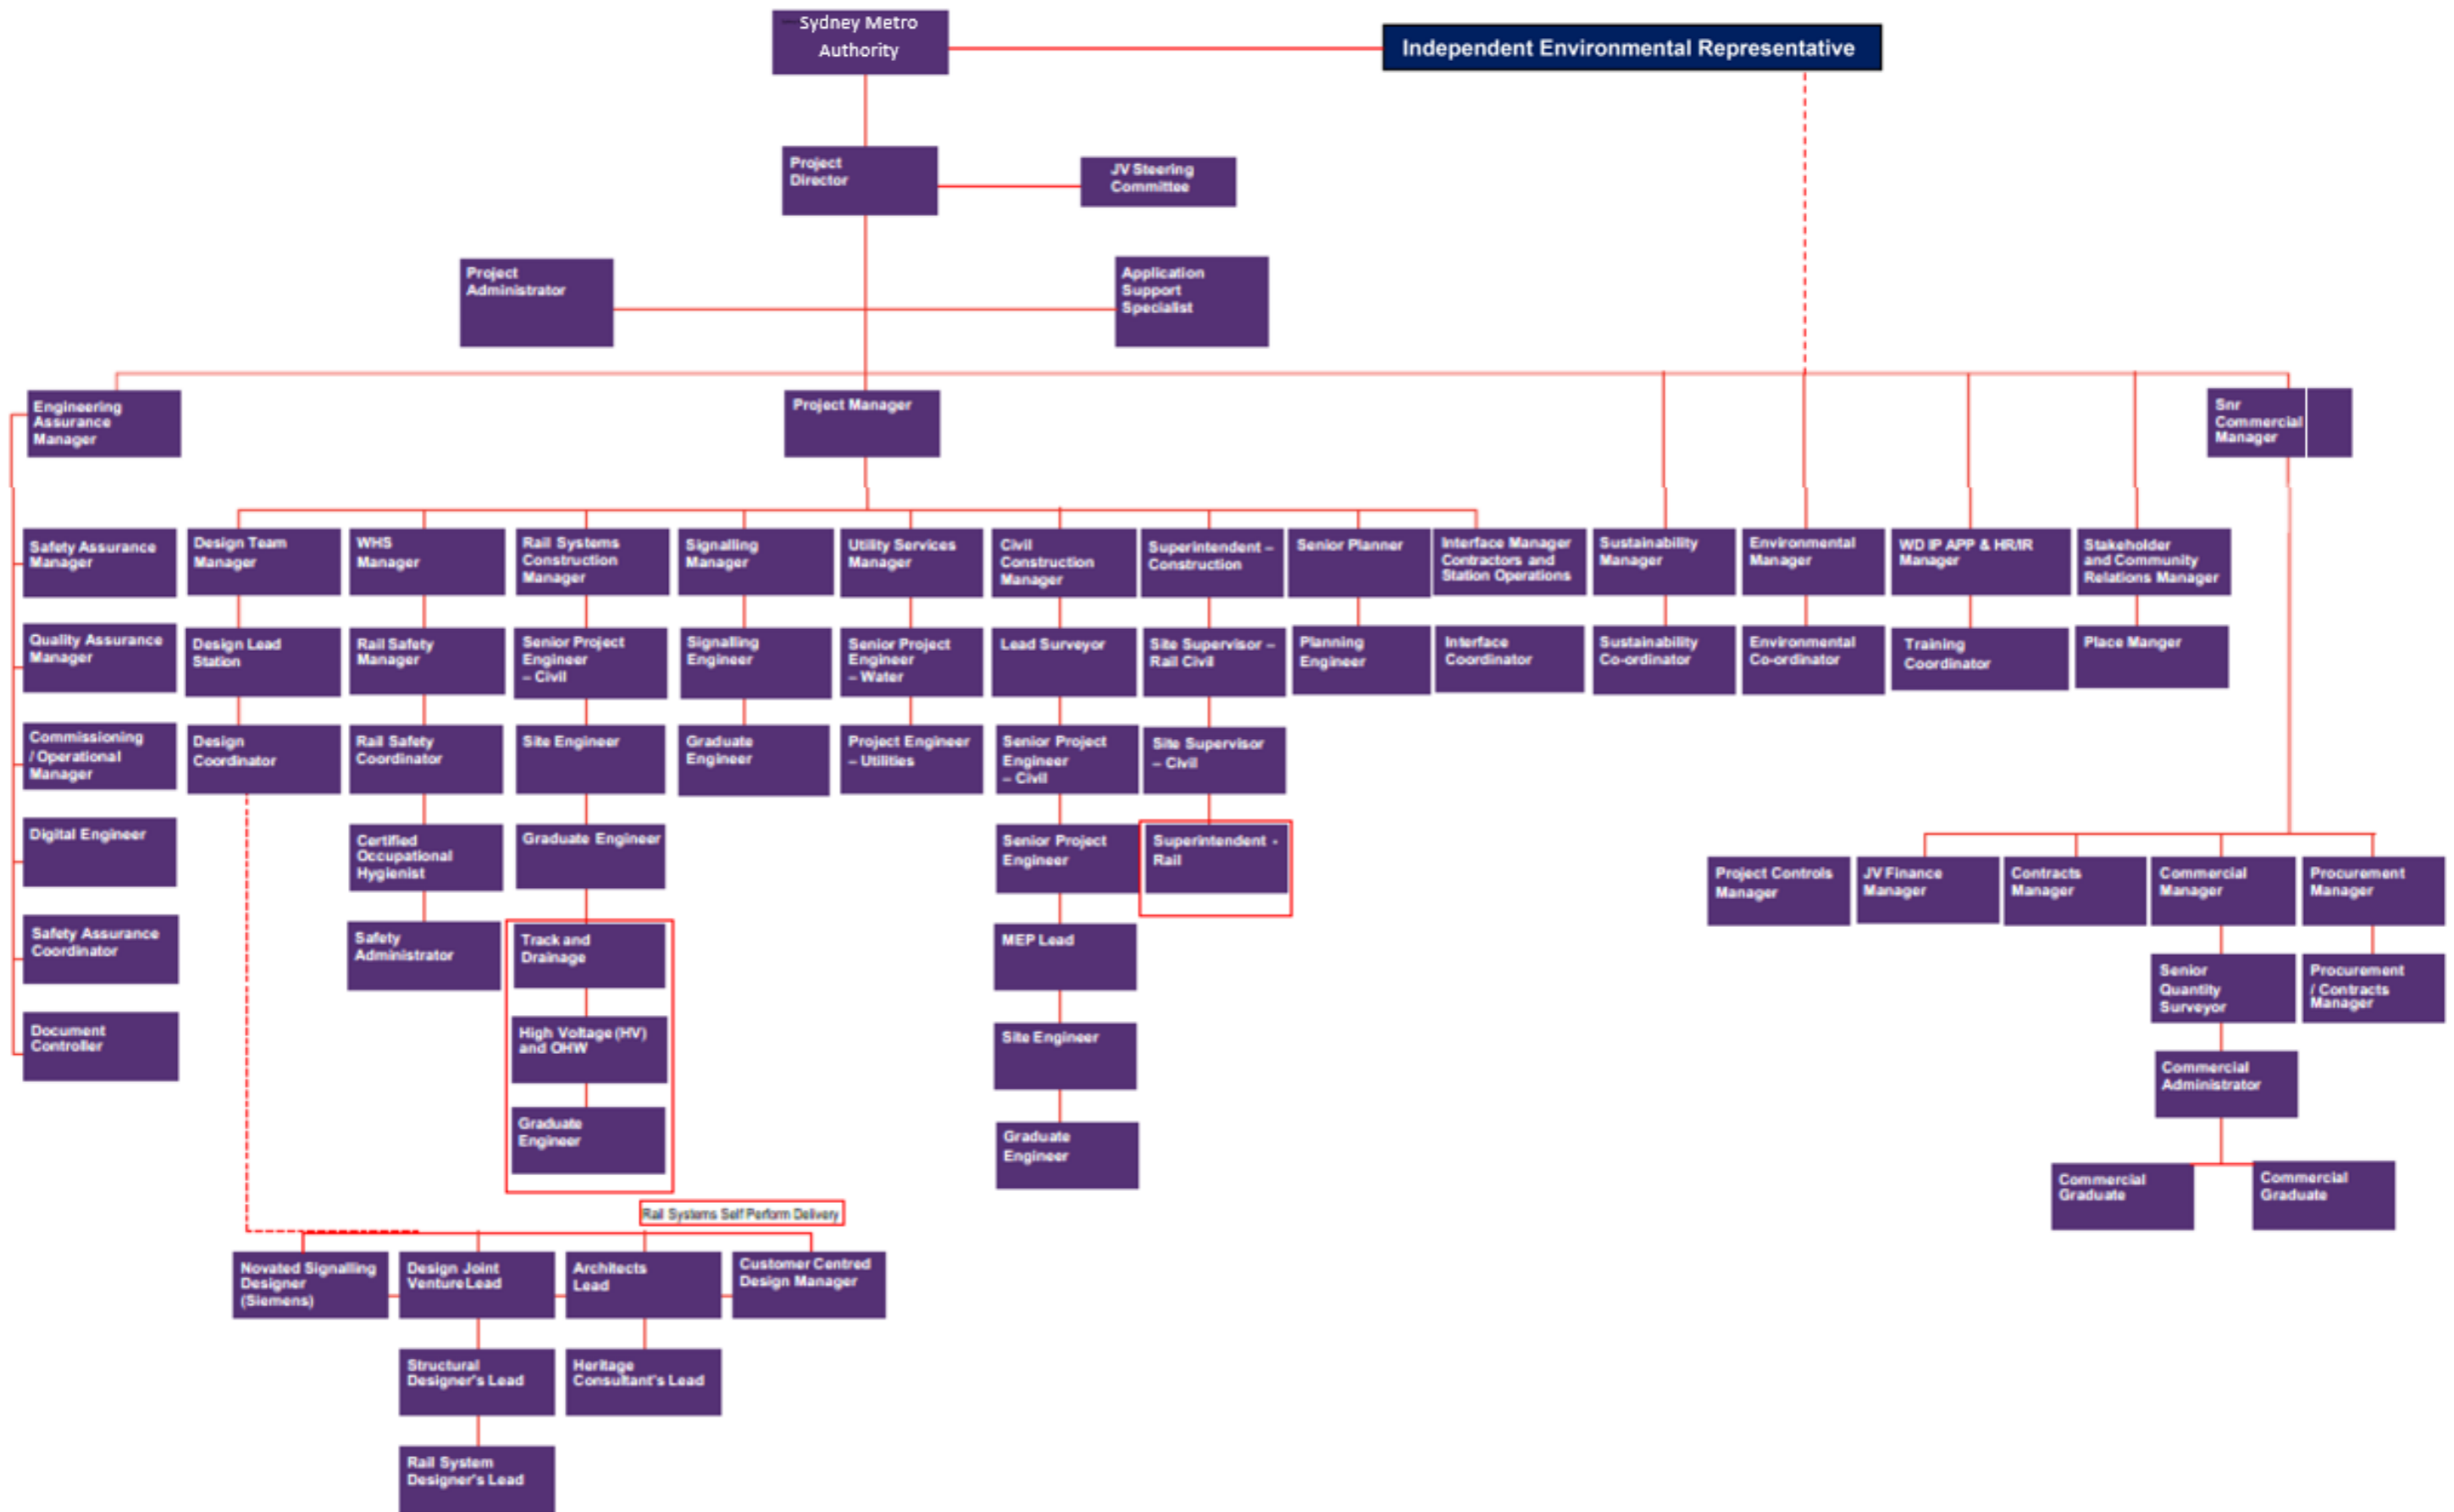 Sydney Metro
Authority
Independent Environmental Representative
Project
Director
JV Steering
Committee
Project
Administrator
Application
Support
Specialist
Engineering
Assurance
Manager
Project Manager
Snr
Commercial
Manager
Safety Assurance
Manager
Design Team
Manager
WHS
Manager
Rail Systems
Construction
Manager
Signalling
Manager
Utility Services
Manager
Civil
Construction
Manager
Superintendent –
Construction
Senior Planner
Interface Manager
Contractors and
Station Operations
Sustainability
Manager
Environmental
Manager
WD IP APP & HR/IR
Manager
Stakeholder
and Community
Relations Manager
Quality Assurance
Manager
Design Lead
Station
Rail Safety
Manager
Senior Project
Engineer
– Civil
Signalling
Engineer
Senior Project
Engineer
– Water
Lead Surveyor
Site Supervisor –
Rail Civil
Planning
Engineer
Interface
Coordinator
Sustainability
Co-ordinator
Environmental
Co-ordinator
Training
Coordinator
Place Manger
Commissioning
/ Operational
Manager
Design
Coordinator
Rail Safety
Coordinator
Site Engineer
Graduate
Engineer
Project Engineer
– Utilities
Senior Project
Engineer
– Civil
Site Supervisor
– Civil
Digital Engineer
Certified
Occupational
Hygienist
Graduate Engineer
Senior Project
Engineer
Superintendent -
Rail
Project Controls
Manager
JV Finance
Manager
Contracts
Manager
Commercial
Manager
Procurement
Manager
Safety Assurance
Coordinator
Safety
Administrator
Track and
Drainage
MEP Lead
Senior
Quantity
Surveyor
Procurement
/ Contracts
Manager
Document
Controller
High Voltage (HV)
and OHW
Site Engineer
Commercial
Administrator
Graduate
Engineer
Graduate
Engineer
Commercial
Graduate
Commercial
Graduate
Rail Systems Self Perform Delivery
Novated Signalling
Designer
(Siemens)
Design Joint
Venture Lead
Architects
Lead
Customer Centred
Design Manager
Structural
Designer's Lead
Heritage
Consultant's Lead
Rail System
Designer's Lead